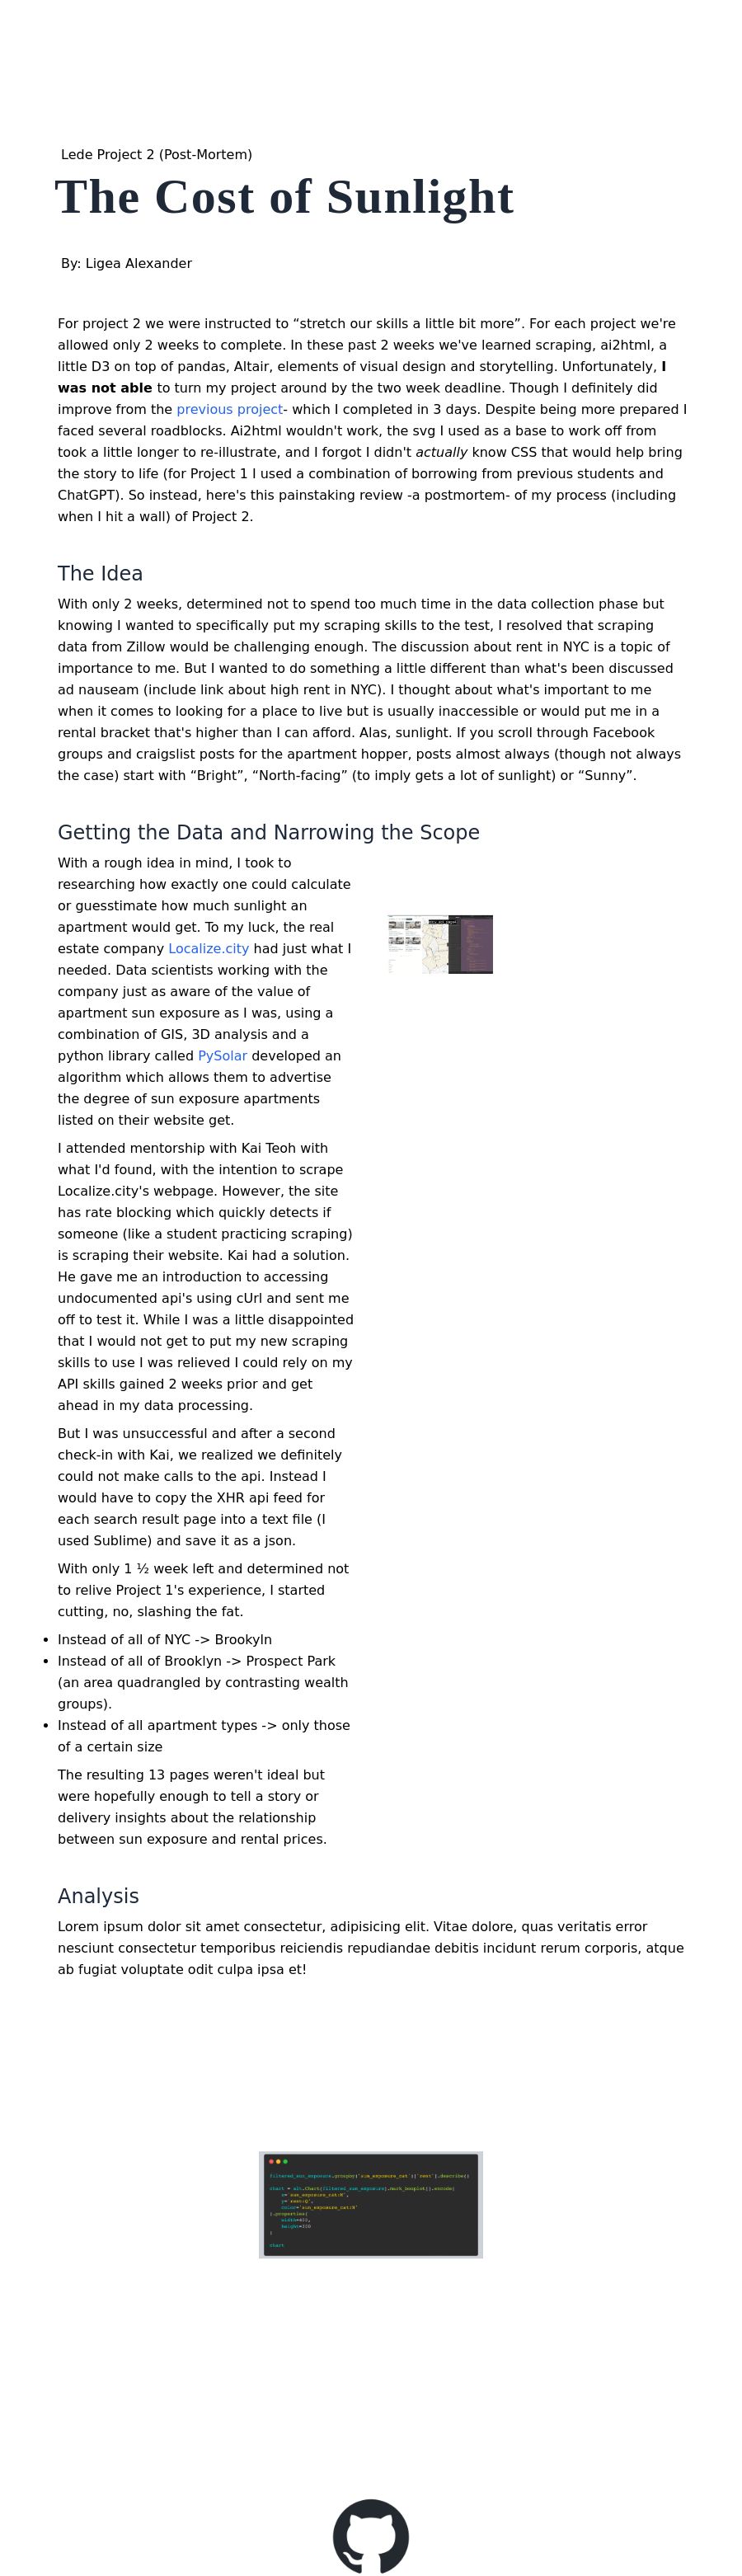 Lede Project 2 (Post-Mortem)
The Cost of Sunlight
By: Ligea Alexander
For project 2 we were instructed to “stretch our skills a little bit more”. For each project we're
allowed only 2 weeks to complete. In these past 2 weeks we've learned scraping, ai2html, a
little D3 on top of pandas, Altair, elements of visual design and storytelling. Unfortunately, I
was not able to turn my project around by the two week deadline. Though I definitely did
improve from the previous project- which I completed in 3 days. Despite being more prepared I
faced several roadblocks. Ai2html wouldn't work, the svg I used as a base to work off from
took a little longer to re-illustrate, and I forgot I didn't actually know CSS that would help bring
the story to life (for Project 1 I used a combination of borrowing from previous students and
ChatGPT). So instead, here's this painstaking review -a postmortem- of my process (including
when I hit a wall) of Project 2.
The Idea
With only 2 weeks, determined not to spend too much time in the data collection phase but
knowing I wanted to specifically put my scraping skills to the test, I resolved that scraping
data from Zillow would be challenging enough. The discussion about rent in NYC is a topic of
importance to me. But I wanted to do something a little different than what's been discussed
ad nauseam (include link about high rent in NYC). I thought about what's important to me
when it comes to looking for a place to live but is usually inaccessible or would put me in a
rental bracket that's higher than I can afford. Alas, sunlight. If you scroll through Facebook
groups and craigslist posts for the apartment hopper, posts almost always (though not always
the case) start with “Bright”, “North-facing” (to imply gets a lot of sunlight) or “Sunny”.
Getting the Data and Narrowing the Scope
With a rough idea in mind, I took to
researching how exactly one could calculate
or guesstimate how much sunlight an
apartment would get. To my luck, the real
estate company Localize.city had just what I
needed. Data scientists working with the
company just as aware of the value of
apartment sun exposure as I was, using a
combination of GIS, 3D analysis and a
python library called PySolar developed an
algorithm which allows them to advertise
the degree of sun exposure apartments
listed on their website get.
I attended mentorship with Kai Teoh with
what I'd found, with the intention to scrape
Localize.city's webpage. However, the site
has rate blocking which quickly detects if
someone (like a student practicing scraping)
is scraping their website. Kai had a solution.
He gave me an introduction to accessing
undocumented api's using cUrl and sent me
off to test it. While I was a little disappointed
that I would not get to put my new scraping
skills to use I was relieved I could rely on my
API skills gained 2 weeks prior and get
ahead in my data processing.
But I was unsuccessful and after a second
check-in with Kai, we realized we definitely
could not make calls to the api. Instead I
would have to copy the XHR api feed for
each search result page into a text file (I
used Sublime) and save it as a json.
With only 1 ½ week left and determined not
to relive Project 1's experience, I started
cutting, no, slashing the fat.
• Instead of all of NYC -> Brookyln
• Instead of all of Brooklyn -> Prospect Park
(an area quadrangled by contrasting wealth
groups).
• Instead of all apartment types -> only those
of a certain size
The resulting 13 pages weren't ideal but
were hopefully enough to tell a story or
delivery insights about the relationship
between sun exposure and rental prices.
Analysis
Lorem ipsum dolor sit amet consectetur, adipisicing elit. Vitae dolore, quas veritatis error
nesciunt consectetur temporibus reiciendis repudiandae debitis incidunt rerum corporis, atque
ab fugiat voluptate odit culpa ipsa et!
chart